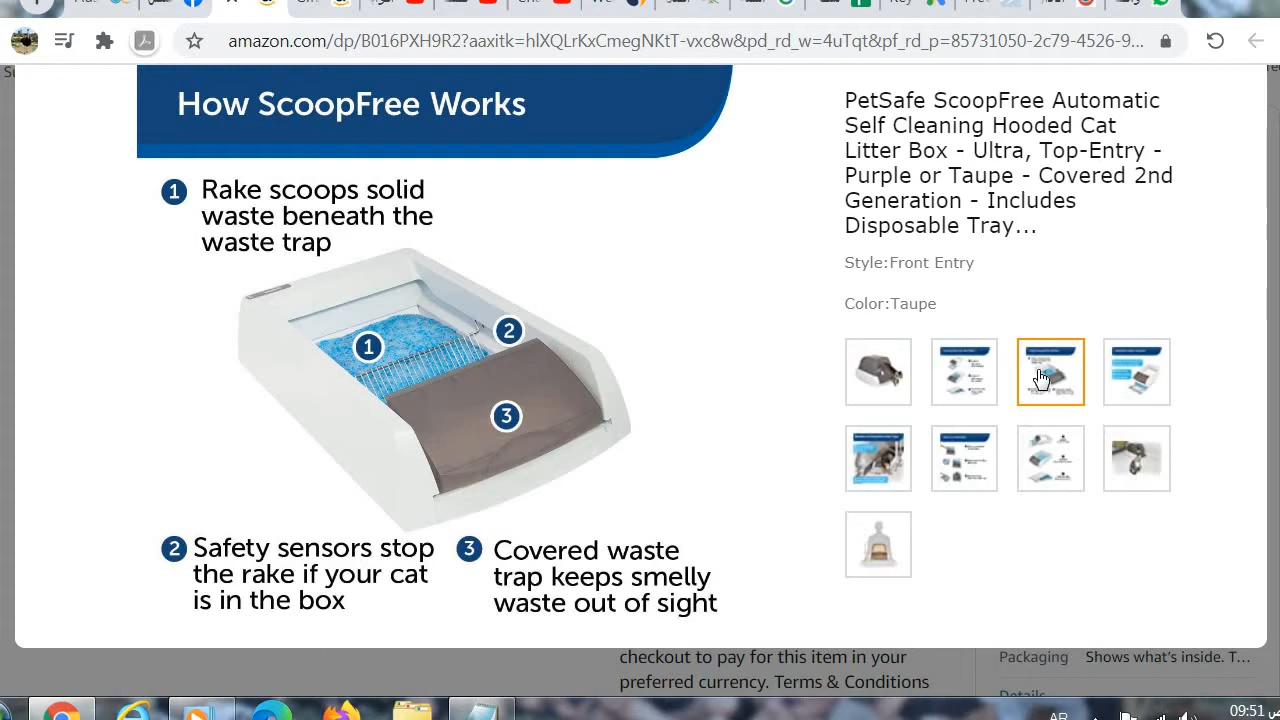 amazon.com/dp/B016PXH9R2?aaxitk=hlXQLrKxCmegNKtT-vxc8w&pd_rd_w=4uTqt&pf_rd_p=85731050-2c79-4526-9...
How ScoopFree Works
1 Rake scoops solid
waste beneath the
waste trap
1
2
3
2 Safety sensors stop
the rake if your cat
is in the box
3 Covered waste
trap keeps smelly
waste out of sight
PetSafe ScoopFree Automatic
Self Cleaning Hooded Cat
Litter Box - Ultra, Top-Entry -
Purple or Taupe - Covered 2nd
Generation - Includes
Disposable Tray...
Style:Front Entry
Color:Taupe
checkout to pay for this item in your
preferred currency. Terms & Conditions
Packaging Shows what's inside. T...
Details
AR
09:51